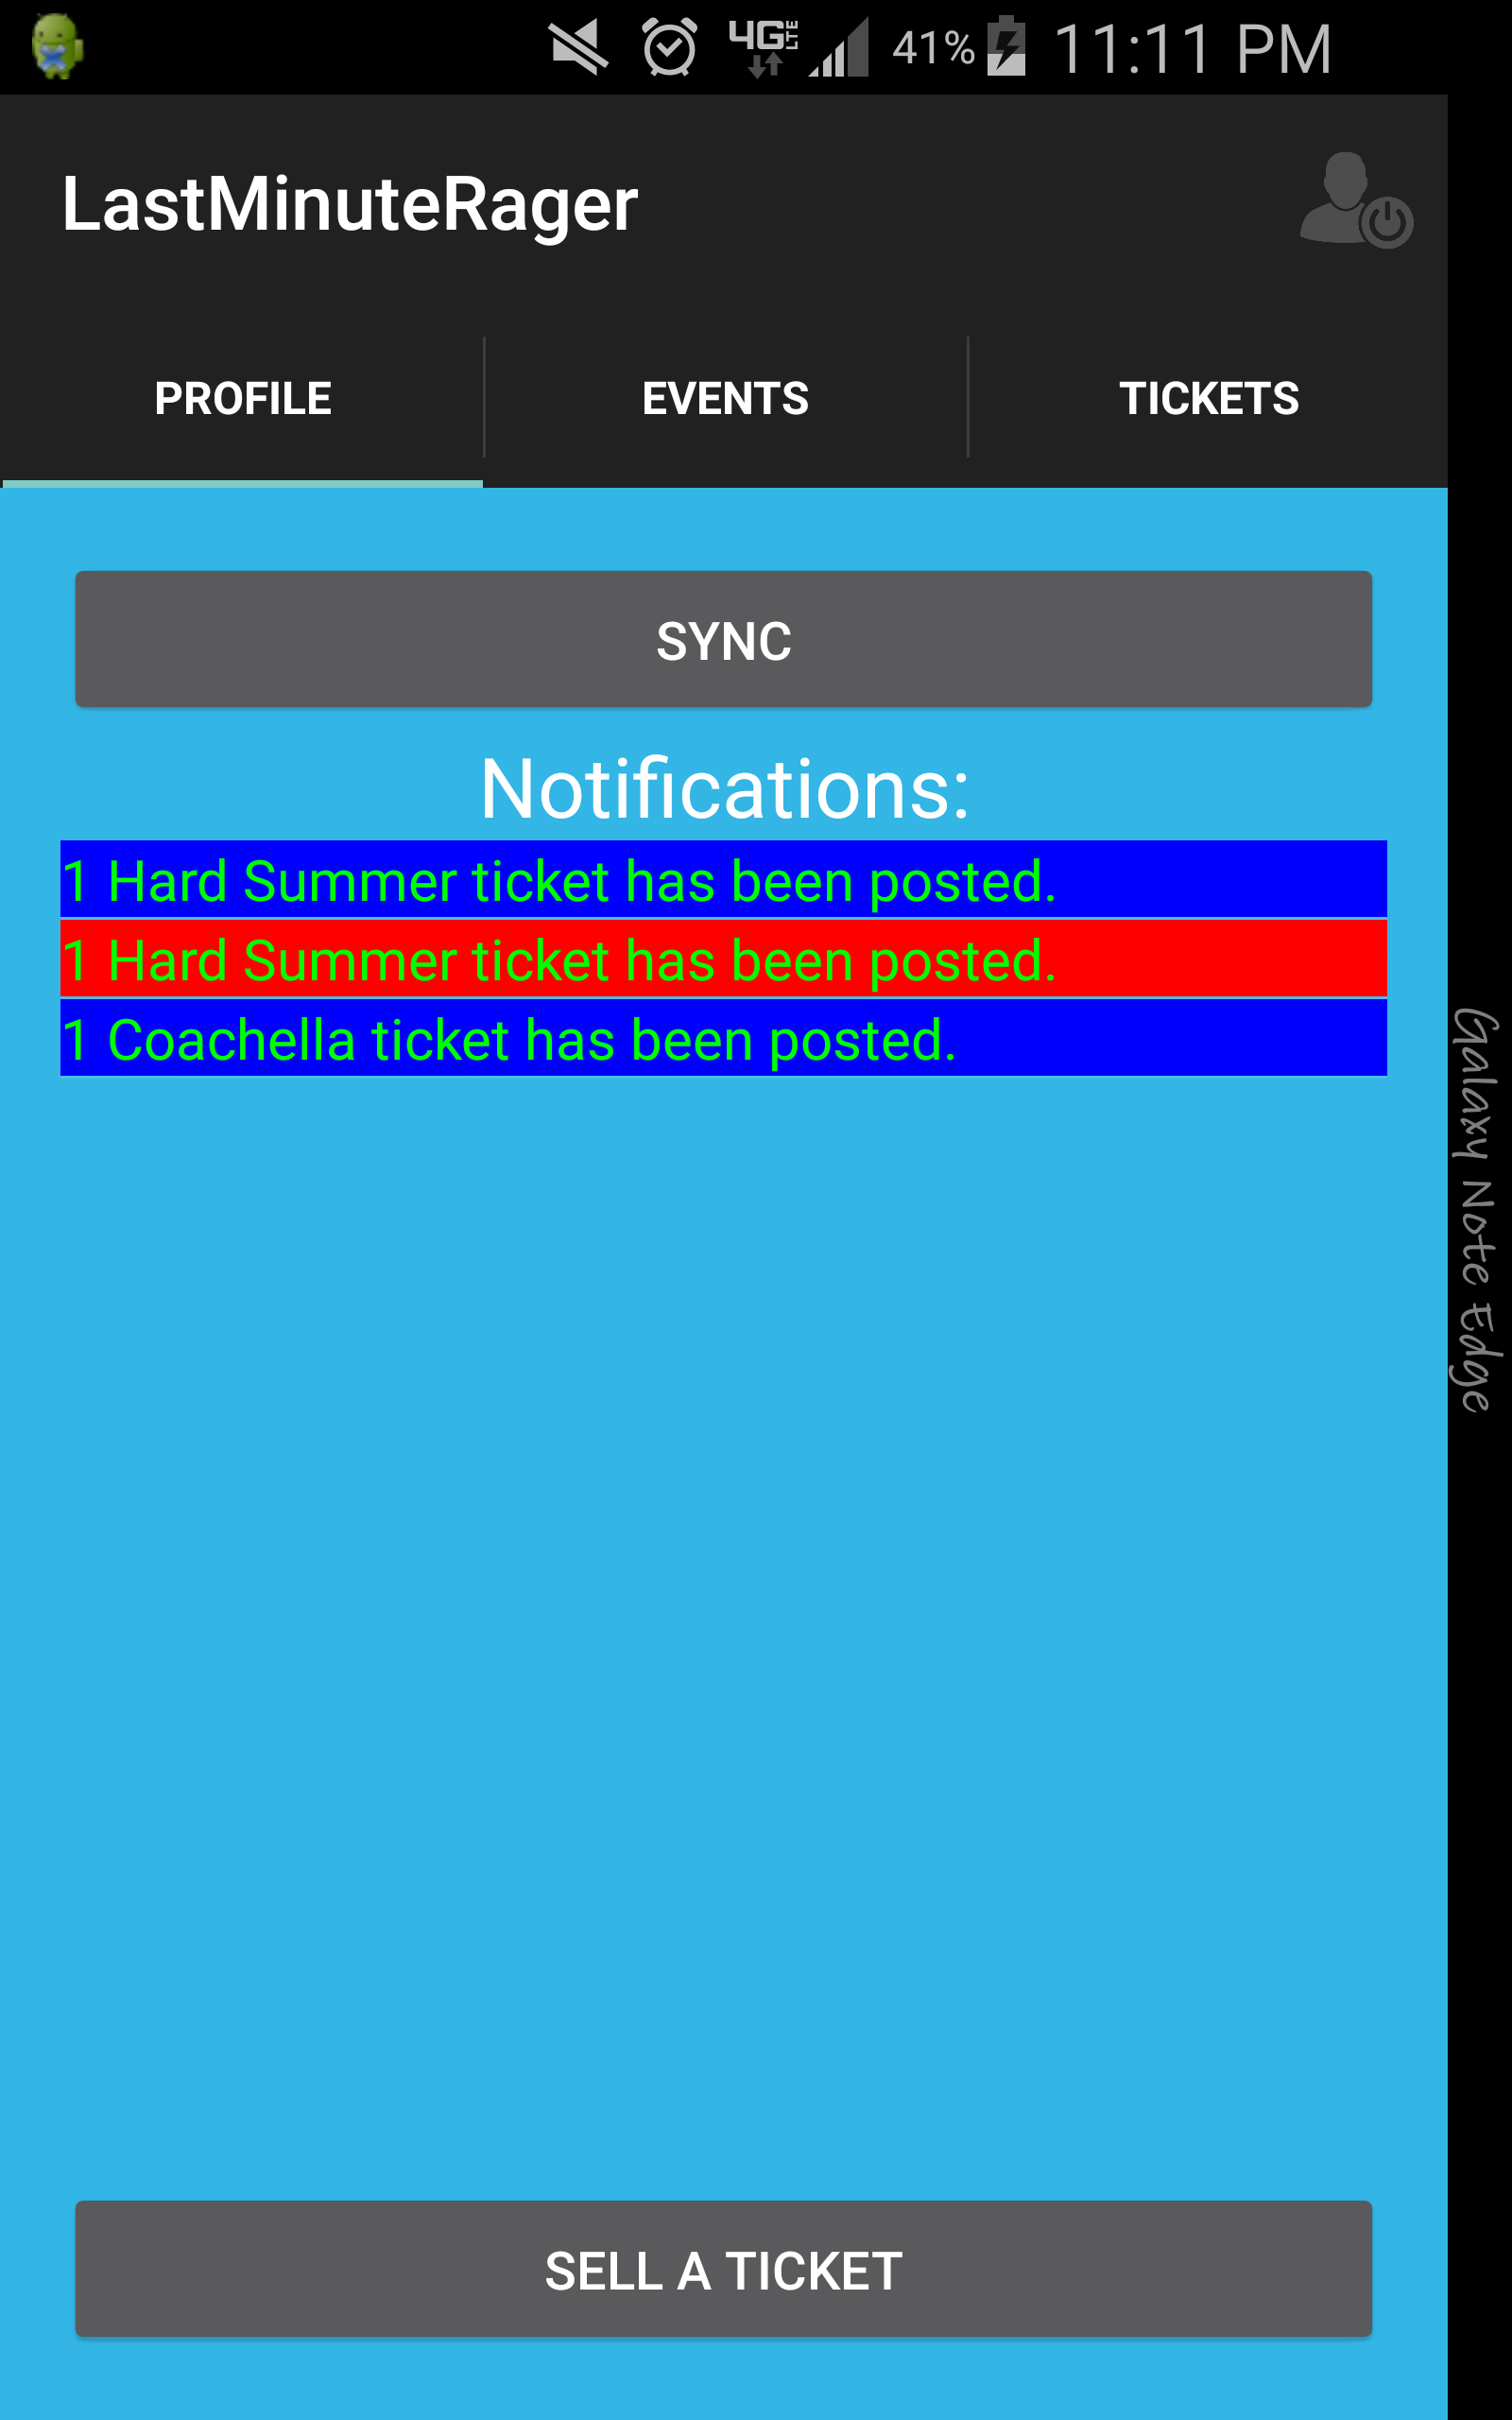 4G LTE 41% 11:11 PM
LastMinuteRager
PROFILE EVENTS TICKETS
SYNC
Notifications:
1 Hard Summer ticket has been posted.
1 Hard Summer ticket has been posted.
1 Coachella ticket has been posted.
Galaxy Note Edge
SELL A TICKET